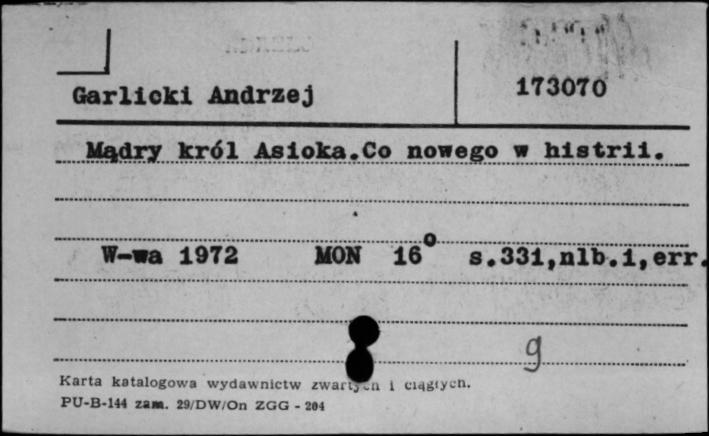 Garlicki Andrzej
173070
Mądry król Asioka.Co nowego w histrii.
W-wa 1972 MON 16° s.331,nlb.1,err.
g
Karta katalogowa wydawnictw zwartych i ciągłych.
PU-B-144 zam. 29/DW/On ZGG - 204